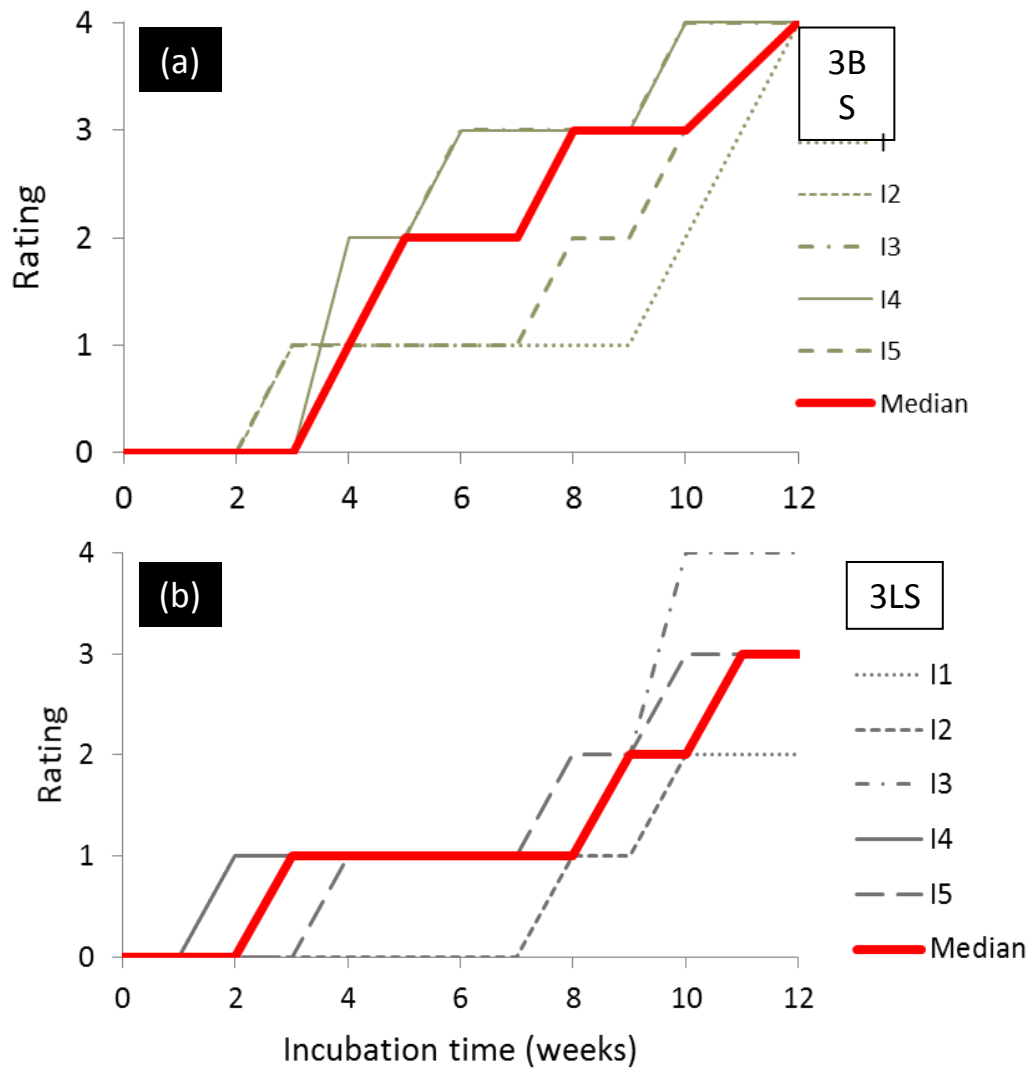 4
(a)
3B
S
3
I
I2
Rating
2
I3
I4
1
I5
Median
0
0 2 4 6 8 10 12
4
(b)
3LS
3
I1
I2
Rating
2
I3
I4
1
I5
Median
0
0 2 4 6 8 10 12
Incubation time (weeks)